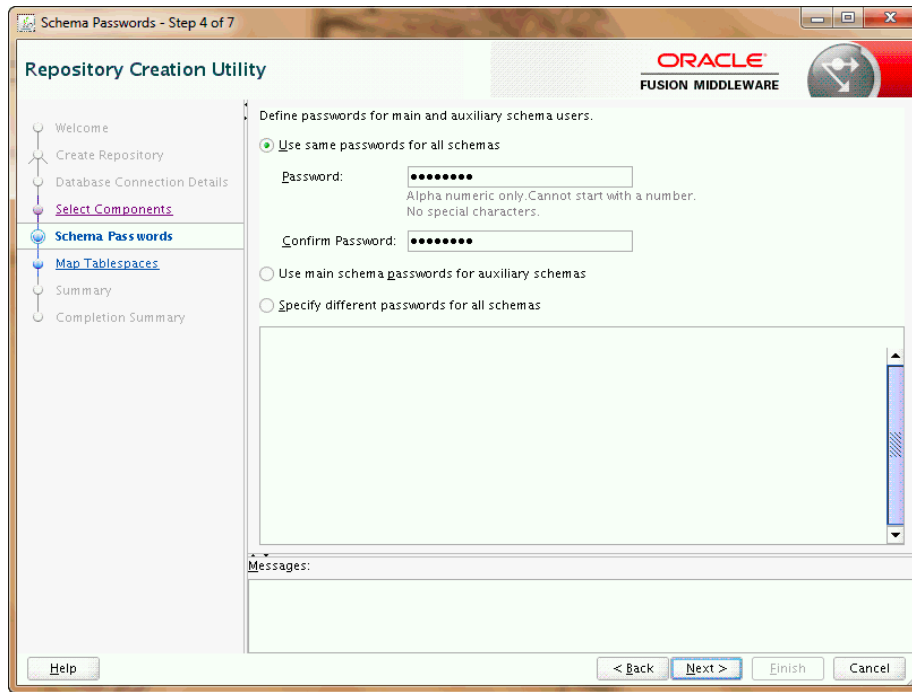 Schema Passwords - Step 4 of 7
Repository Creation Utility
ORACLE
FUSION MIDDLEWARE
Welcome
Create Repository
Database Connection Details
Select Components
Schema Passwords
Map Tablespaces
Summary
Completion Summary
Define passwords for main and auxiliary schema users.
Use same passwords for all schemas
Password: ●●●●●●●●
Alpha numeric only.Cannot start with a number.
No special characters.
Confirm Password: ●●●●●●●●
Use main schema passwords for auxiliary schemas
Specify different passwords for all schemas
Messages:
Help
< Back
Next >
Finish
Cancel